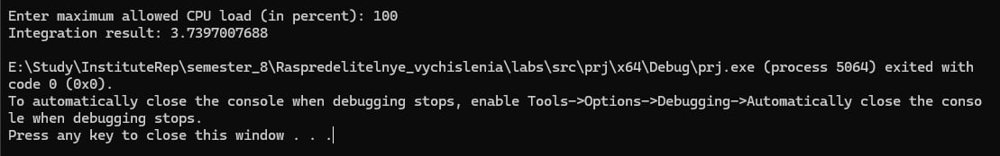 Enter maximum allowed CPU load (in percent): 100
Integration result: 3.7397007688
E:\Study\InstituteRep\semester_8\Raspredelitelnye_vychislenia\labs\src\prj\x64\Debug\prj.exe (process 5064) exited with
code 0 (0x0).
To automatically close the console when debugging stops, enable Tools->Options->Debugging->Automatically close the conso
le when debugging stops.
Press any key to close this window . . .